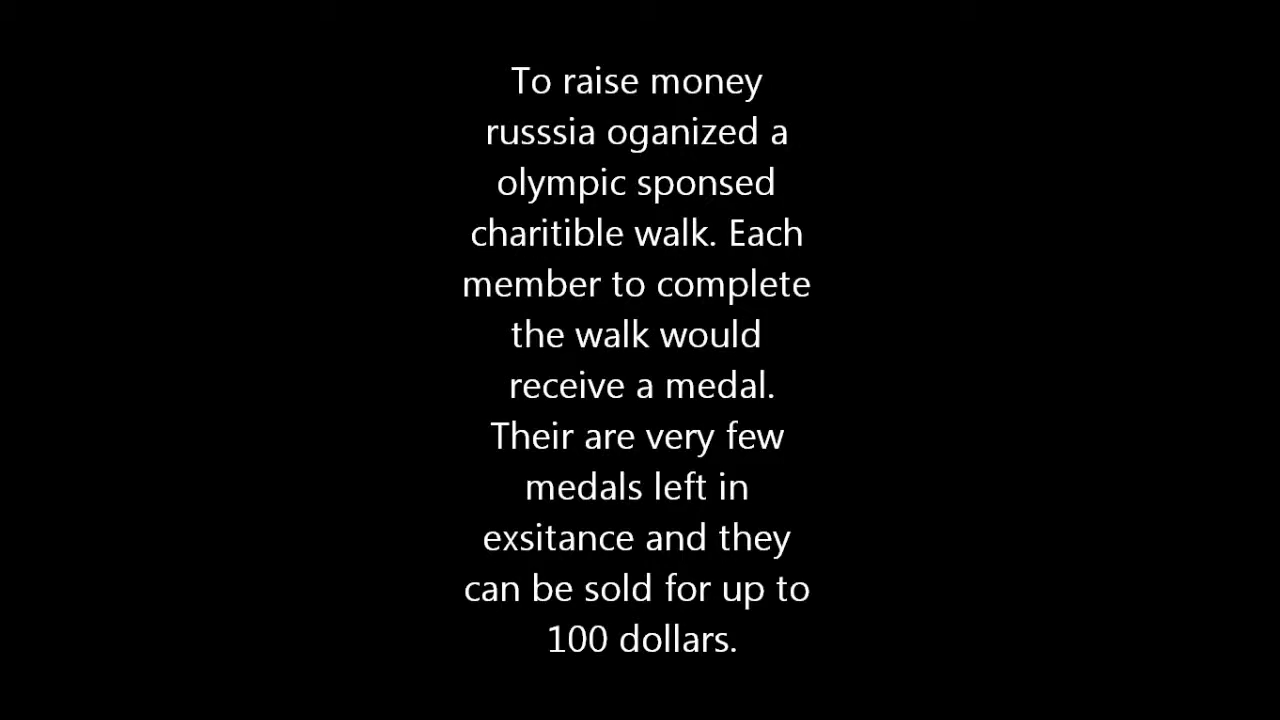 To raise money
russsia oganized a
olympic sponsed
charitible walk. Each
member to complete
the walk would
receive a medal.
Their are very few
medals left in
exsitance and they
can be sold for up to
100 dollars.